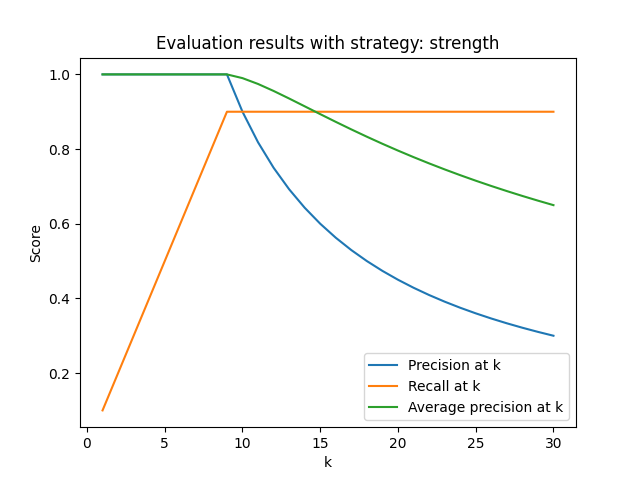 Evaluation results with strategy: strength
1.0
0.8
0.6
0.4
0.2
Score
0 5 10 15 20 25 30
k
Precision at k
Recall at k
Average precision at k